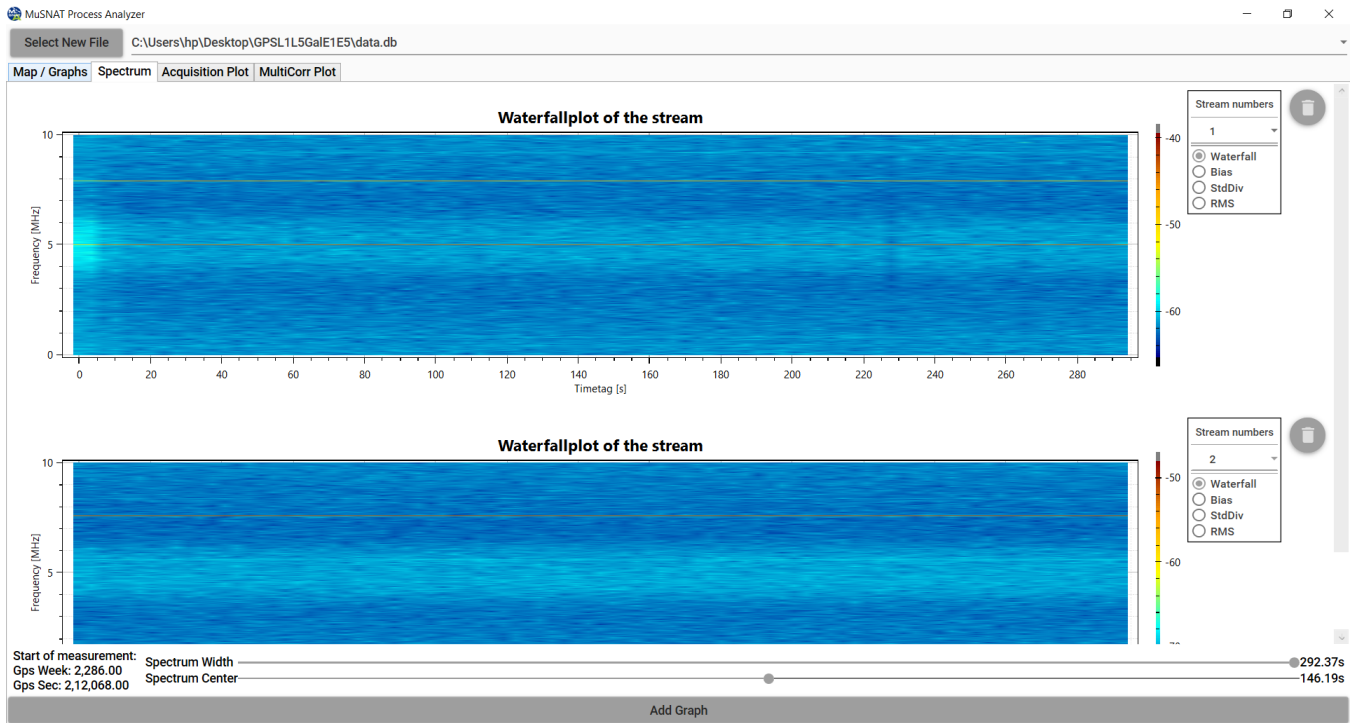 MuSNAT Process Analyzer
Select New File C:\Users\hp\Desktop\GPSL1L5GalE1E5\data.db
Map / Graphs Spectrum Acquisition Plot MultiCorr Plot
Waterfallplot of the stream
Frequency [MHz]
10
5
0
0 20 40 60 80 100 120 140 160 180 200 220 240 260 280
Timetag [s]
-40
-50
-60
Stream numbers
1
Waterfall
Bias
StdDiv
RMS
Waterfallplot of the stream
Frequency [MHz]
10
5
-50
-60
Stream numbers
2
Waterfall
Bias
StdDiv
RMS
Start of measurement:
Gps Week: 2,286.00
Gps Sec: 2,12,068.00
Spectrum Width 292.37s
Spectrum Center 146.19s
Add Graph